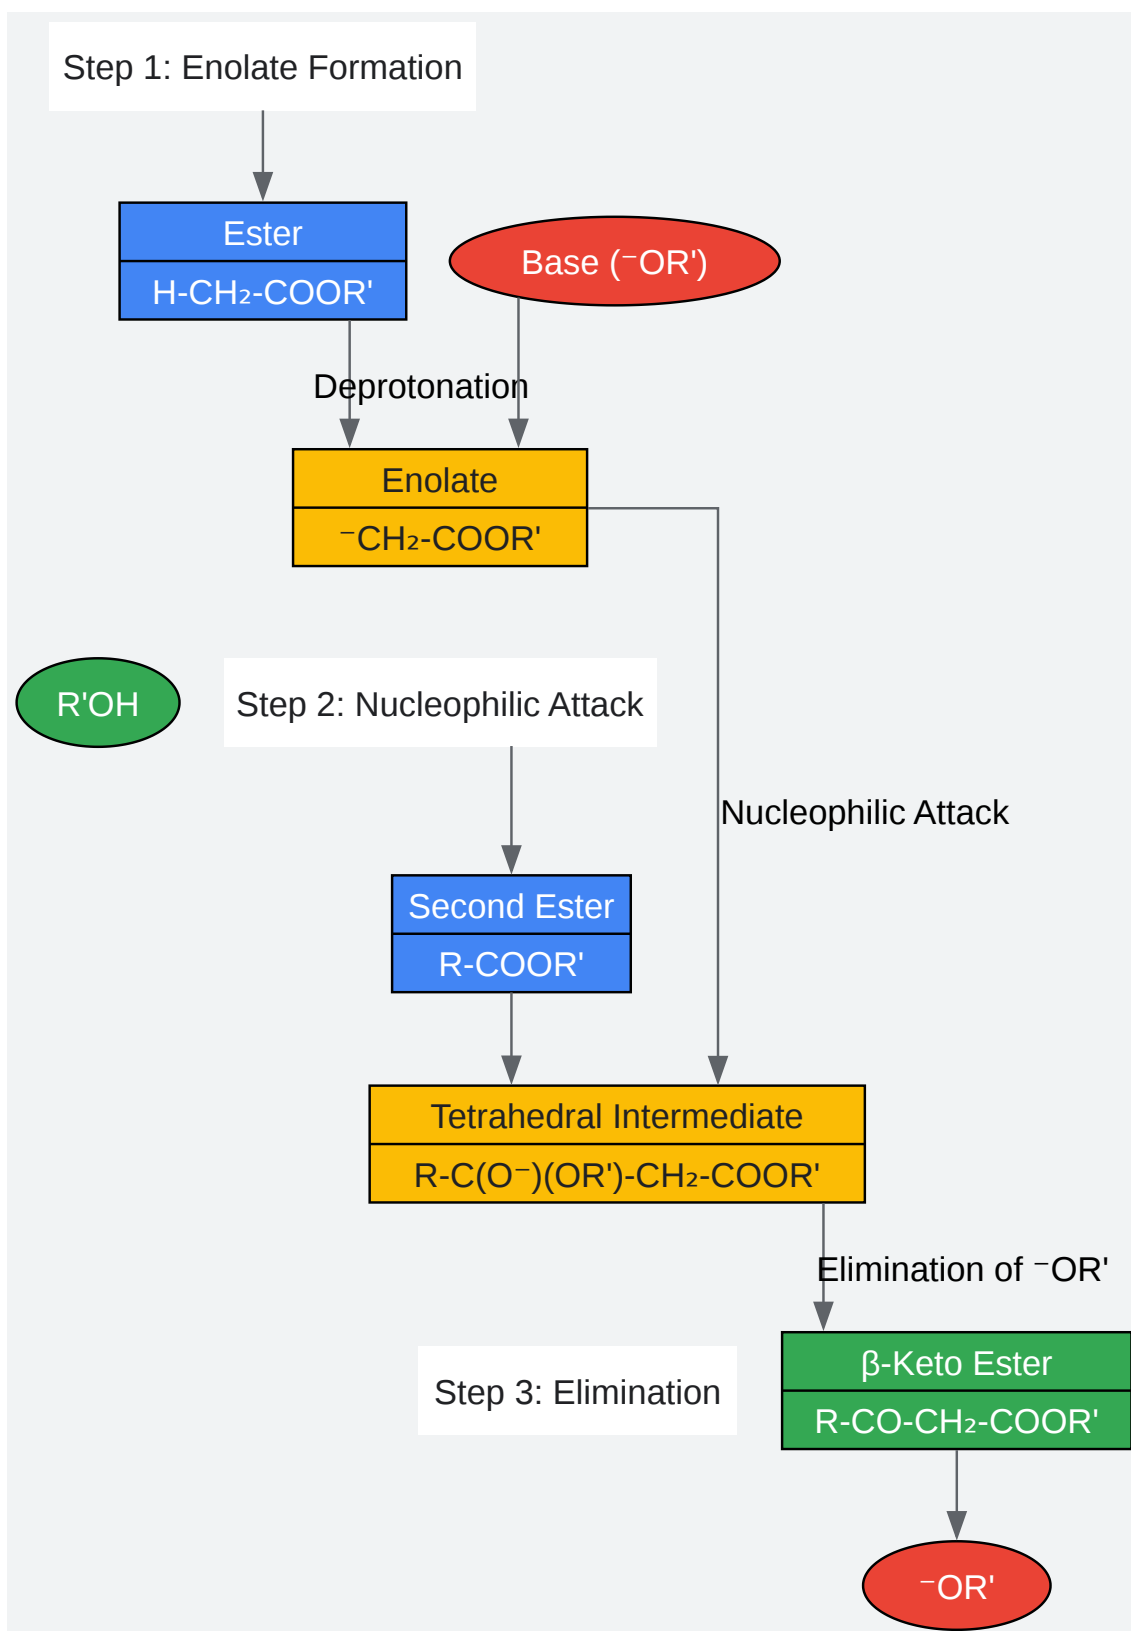 Step 1: Enolate Formation
Ester
H-CH₂-COOR'
Base (⁻OR')
Deprotonation
Enolate
⁻CH₂-COOR'
R'OH
Step 2: Nucleophilic Attack
Nucleophilic Attack
Second Ester
R-COOR'
Tetrahedral Intermediate
R-C(O⁻)(OR')-CH₂-COOR'
Elimination of ⁻OR'
Step 3: Elimination
β-Keto Ester
R-CO-CH₂-COOR'
⁻OR'